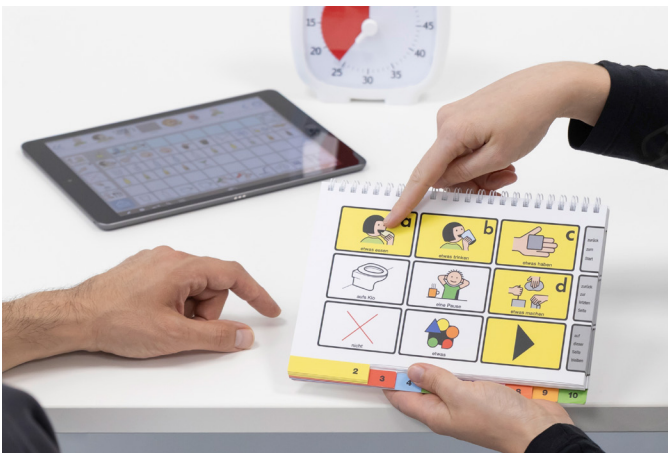 15
20
25
30
35
40
45
a
b
c
etwas essen
etwas trinken
etwas haben
d
aufs Klo
eine Pause
etwas machen
nicht
etwas
2
3
4
8
9
10